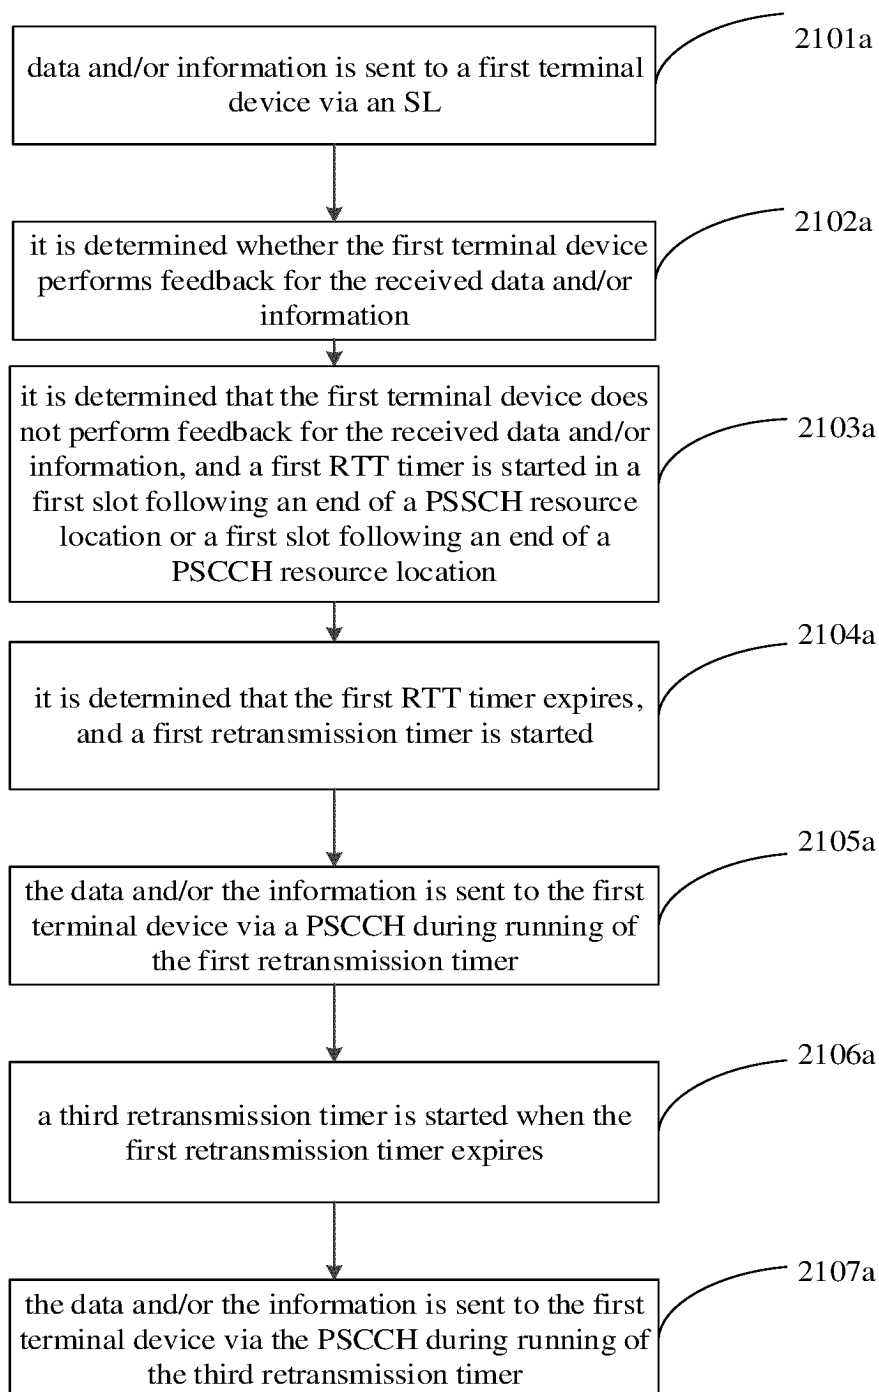 2101a
data and/or information is sent to a first terminal
device via an SL
2102a
it is determined whether the first terminal device
performs feedback for the received data and/or
information
2103a
it is determined that the first terminal device does
not perform feedback for the received data and/or
information, and a first RTT timer is started in a
first slot following an end of a PSSCH resource
location or a first slot following an end of a
PSCCH resource location
2104a
it is determined that the first RTT timer expires,
and a first retransmission timer is started
2105a
the data and/or the information is sent to the first
terminal device via a PSCCH during running of
the first retransmission timer
2106a
a third retransmission timer is started when the
first retransmission timer expires
2107a
the data and/or the information is sent to the first
terminal device via the PSCCH during running of
the third retransmission timer